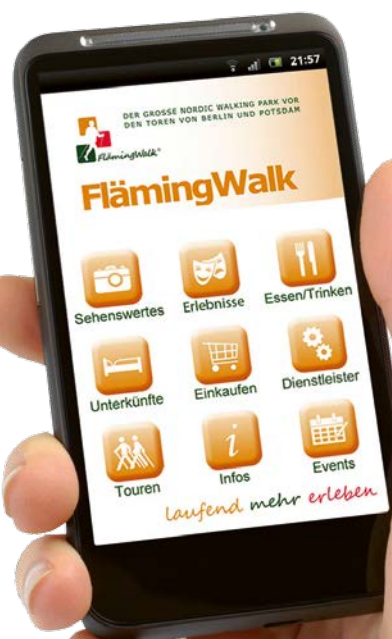 21:57
DER GROSSE NORDIC WALKING PARK VOR
DEN TOREN VON BERLIN UND POTSDAM
FlämingWalk®
FlämingWalk
Sehenswertes
Erlebnisse
Essen/Trinken
Unterkünfte
Einkaufen
Dienstleister
Touren
i
Infos
Events
laufend mehr erleben